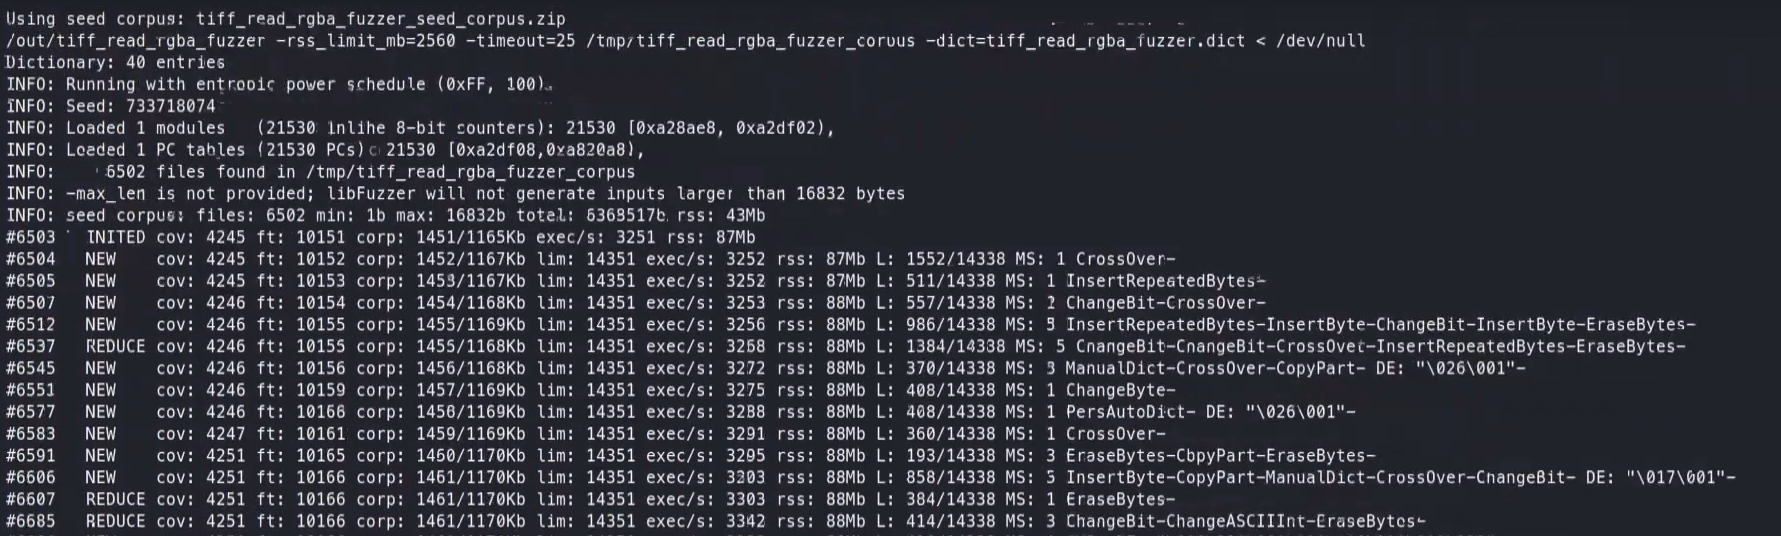 Using seed corpus: tiff_read_rgba_fuzzer_seed_corpus.zip
/out/tiff_read_rgba_fuzzer -rss_limit_mb=2560 -timeout=25 /tmp/tiff_read_rgba_fuzzer_corous -dict=tiff_read_rgba_fuzzer.dict < /dev/null
Dictionary: 40 entries
INFO: Running with entrooic power schedule (0xFF, 100).
INFO: Seed: 733718074
INFO: Loaded 1 modules (21530 inlihe 8-bit counters): 21530 [0xa28ae8, 0xa2df02),
INFO: Loaded 1 PC tables (21530 PCs) 21530 [0xa2df08,0xa820a8),
INFO: 6502 files found in /tmp/tiff_read_rgba_fuzzer_corpus
INFO: -max_len is not provided; libFuzzer will not generate inputs larger than 16832 bytes
INFO: seed corpus: files: 6502 min: 1b max: 16832b total: 6368517b rss: 43Mb
#6503 INITED cov: 4245 ft: 10151 corp: 1451/1165Kb exec/s: 3251 rss: 87Mb
#6504 NEW cov: 4245 ft: 10152 corp: 1452/1167Kb lim: 14351 exec/s: 3252 rss: 87Mb L: 1552/14338 MS: 1 CrossOver-
#6505 NEW cov: 4245 ft: 10153 corp: 1453/1167Kb lim: 14351 exec/s: 3252 rss: 87Mb L: 511/14338 MS: 1 InsertRepeatedBytes-
#6507 NEW cov: 4246 ft: 10154 corp: 1454/1168Kb lim: 14351 exec/s: 3253 rss: 88Mb L: 557/14338 MS: 2 ChangeBit-CrossOver-
#6512 NEW cov: 4246 ft: 10155 corp: 1455/1169Kb lim: 14351 exec/s: 3256 rss: 88Mb L: 986/14338 MS: 5 InsertRepeatedBytes-InsertByte-ChangeBit-InsertByte-EraseBytes-
#6537 REDUCE cov: 4246 ft: 10155 corp: 1455/1168Kb lim: 14351 exec/s: 3268 rss: 88Mb L: 1384/14338 MS: 5 CnangeBit-CnangeBit-CrossOver-InsertRepeatedBytes-EraseBytes-
#6545 NEW cov: 4246 ft: 10156 corp: 1456/1168Kb lim: 14351 exec/s: 3272 rss: 88Mb L: 370/14338 MS: 3 ManualDict-CrossOver-CopyPart- DE: "\026\001"-
#6551 NEW cov: 4246 ft: 10159 corp: 1457/1169Kb lim: 14351 exec/s: 3275 rss: 88Mb L: 408/14338 MS: 1 ChangeByte-
#6577 NEW cov: 4246 ft: 10166 corp: 1450/1169Kb lim: 14351 exec/s: 3288 rss: 88Mb L: 408/14338 MS: 1 PersAutoDict- DE: "\026\001"-
#6583 NEW cov: 4247 ft: 10161 corp: 1459/1169Kb lim: 14351 exec/s: 3291 rss: 88Mb L: 360/14338 MS: 1 CrossOver-
#6591 NEW cov: 4251 ft: 10165 corp: 1460/1170Kb lim: 14351 exec/s: 3295 rss: 88Mb L: 193/14338 MS: 3 EraseBytes-CbpyPart-EraseBytes-
#6606 NEW cov: 4251 ft: 10166 corp: 1461/1170Kb lim: 14351 exec/s: 3303 rss: 88Mb L: 858/14338 MS: 5 InsertByte-CopyPart-ManualDict-CrossOver-ChangeBit- DE: "\017\001"-
#6607 REDUCE cov: 4251 ft: 10166 corp: 1461/1170Kb lim: 14351 exec/s: 3303 rss: 88Mb L: 384/14338 MS: 1 EraseBytes-
#6685 REDUCE cov: 4251 ft: 10166 corp: 1461/1170Kb lim: 14351 exec/s: 3342 rss: 88Mb L: 414/14338 MS: 3 ChangeBit-ChangeASCIIInt-EraseBytes-